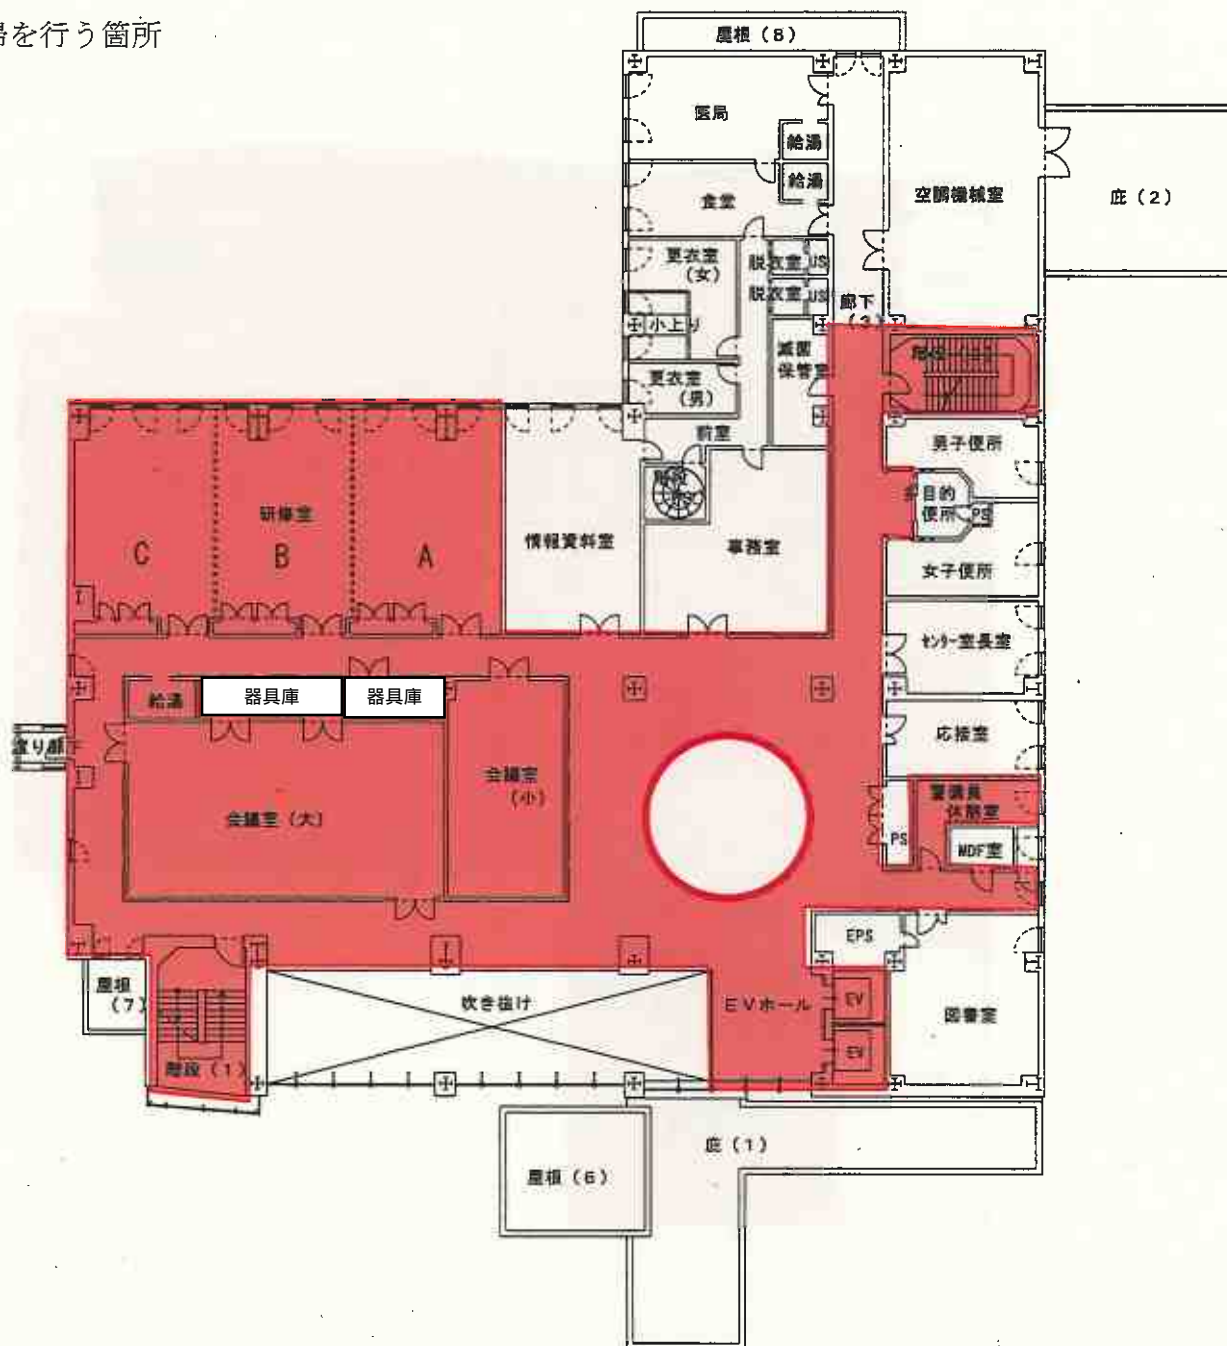 を行う箇所
屋根（8）
医局
給湯
給湯
食堂
空調機械室
庇（2）
更衣室
（女）
脱衣室 US
脱衣室 US
廊下
（3）
小上り
滅菌
保管室
更衣室
（男）
前室
男子便所
目的
便所
PS
女子便所
研修室
C
B
A
情報資料室
事務室
センター室長室
給湯
器具庫
器具庫
応接室
渡り廊下
会議室
（小）
会議室（大）
警備員
休憩室
PS
MDF室
EPS
屋根
（7）
吹き抜け
EVホール
EV
EV
図書室
階段（1）
庇（1）
屋根（6）